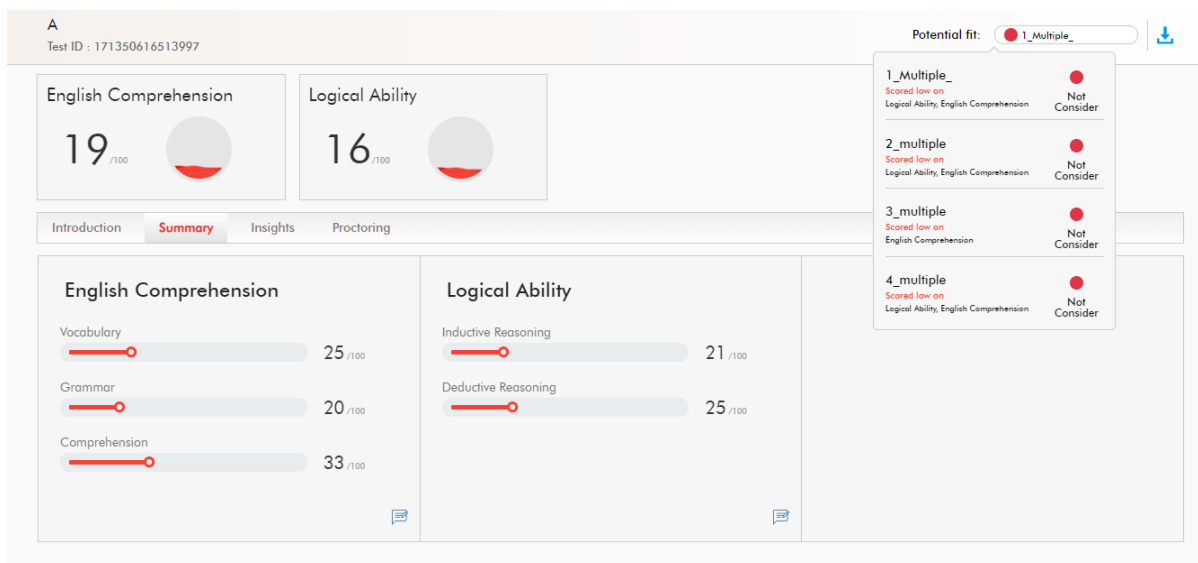 A
Test ID : 171350616513997
Potential fit: 1_Multiple_
1_Multiple_
Scored low on
Logical Ability, English Comprehension
Not
Consider
2_multiple
Scored low on
Logical Ability, English Comprehension
Not
Consider
3_multiple
Scored low on
English Comprehension
Not
Consider
4_multiple
Scored low on
Logical Ability, English Comprehension
Not
Consider
English Comprehension
19 /100
Logical Ability
16 /100
Introduction Summary Insights Proctoring
English Comprehension
Vocabulary
25 /100
Grammar
20 /100
Comprehension
33 /100
Logical Ability
Inductive Reasoning
21 /100
Deductive Reasoning
25 /100